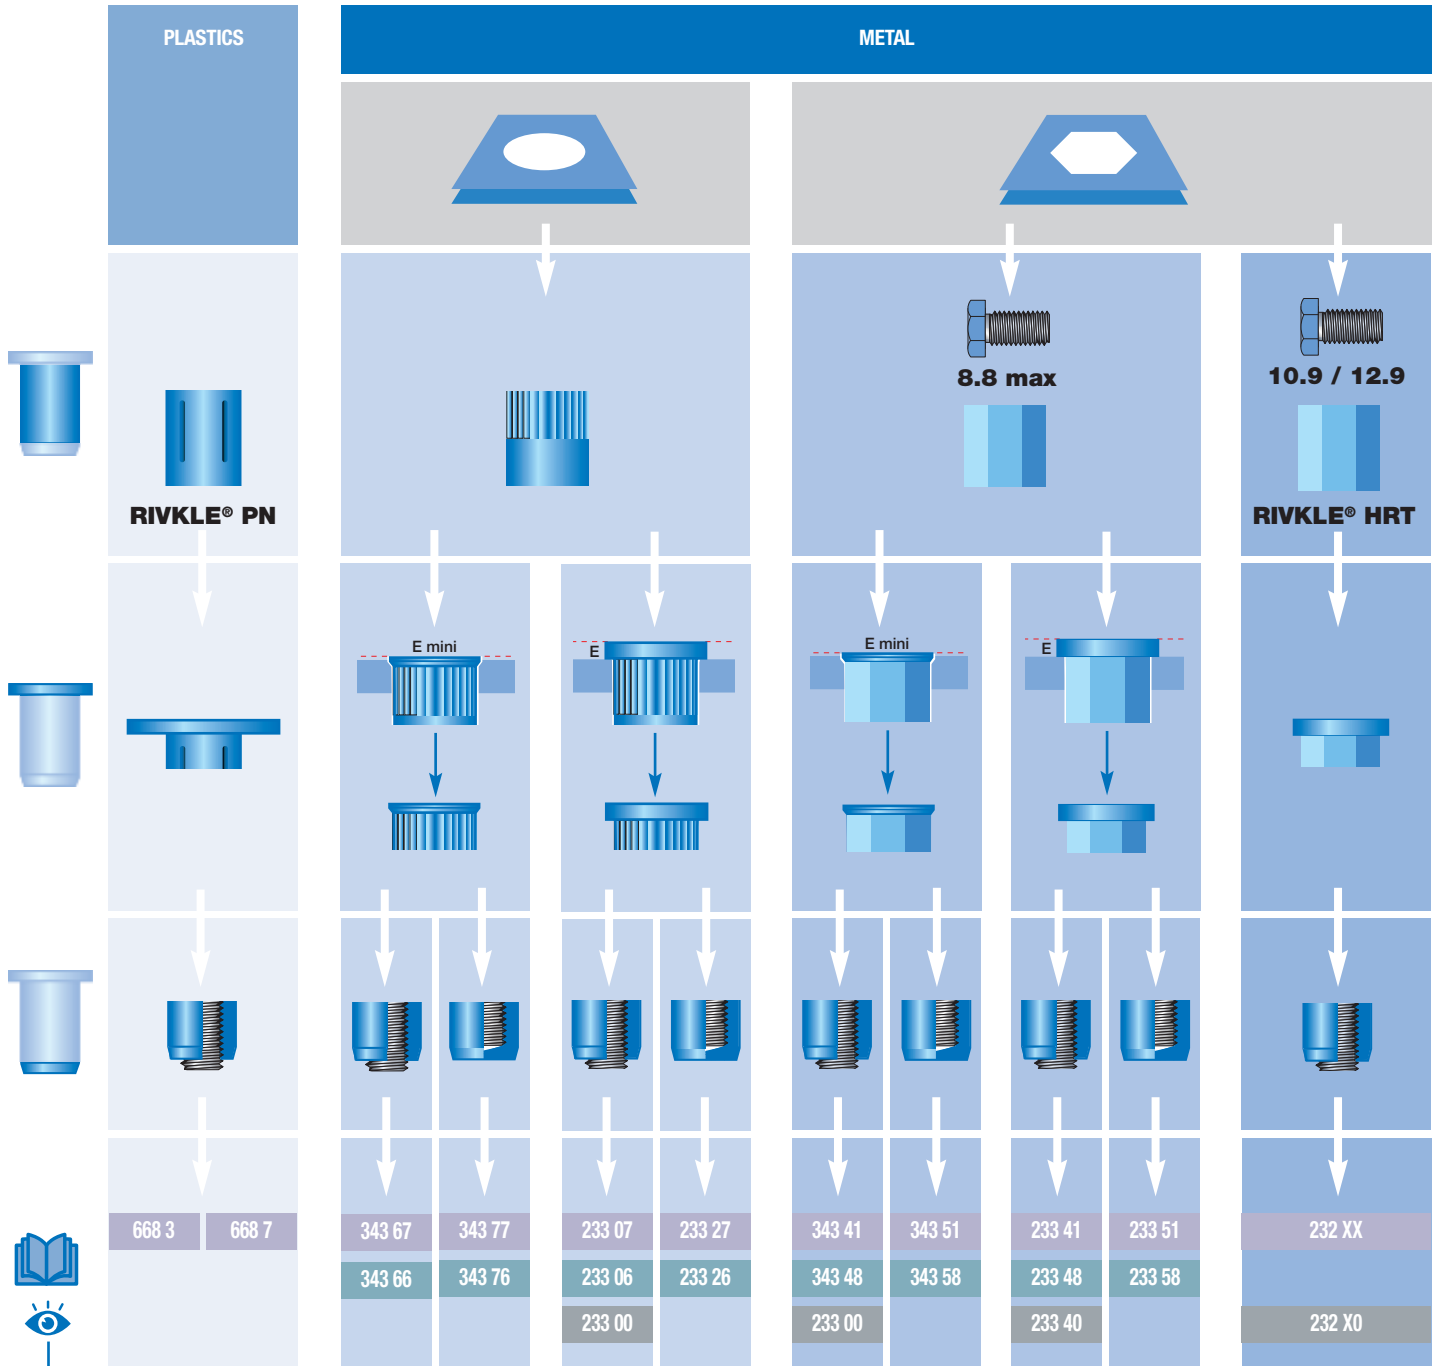 PLASTICS
METAL
8.8 max
10.9 / 12.9
RIVKLE® PN
RIVKLE® HRT
E mini
E
E mini
E
668 3
668 7
343 67
343 77
233 07
233 27
343 41
343 51
233 41
233 51
232 XX
343 66
343 76
233 06
233 26
343 48
343 58
233 48
233 58
233 00
233 00
233 40
232 X0